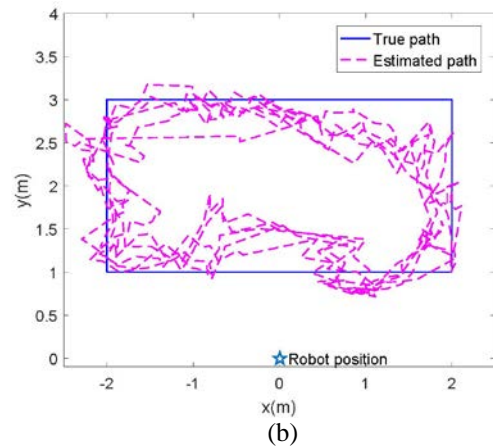 4
True path
Estimated path
3.5
3
2.5
2
1.5
1
0.5
0
Robot position
-2 -1 0 1 2
y(m)
x(m)
(b)